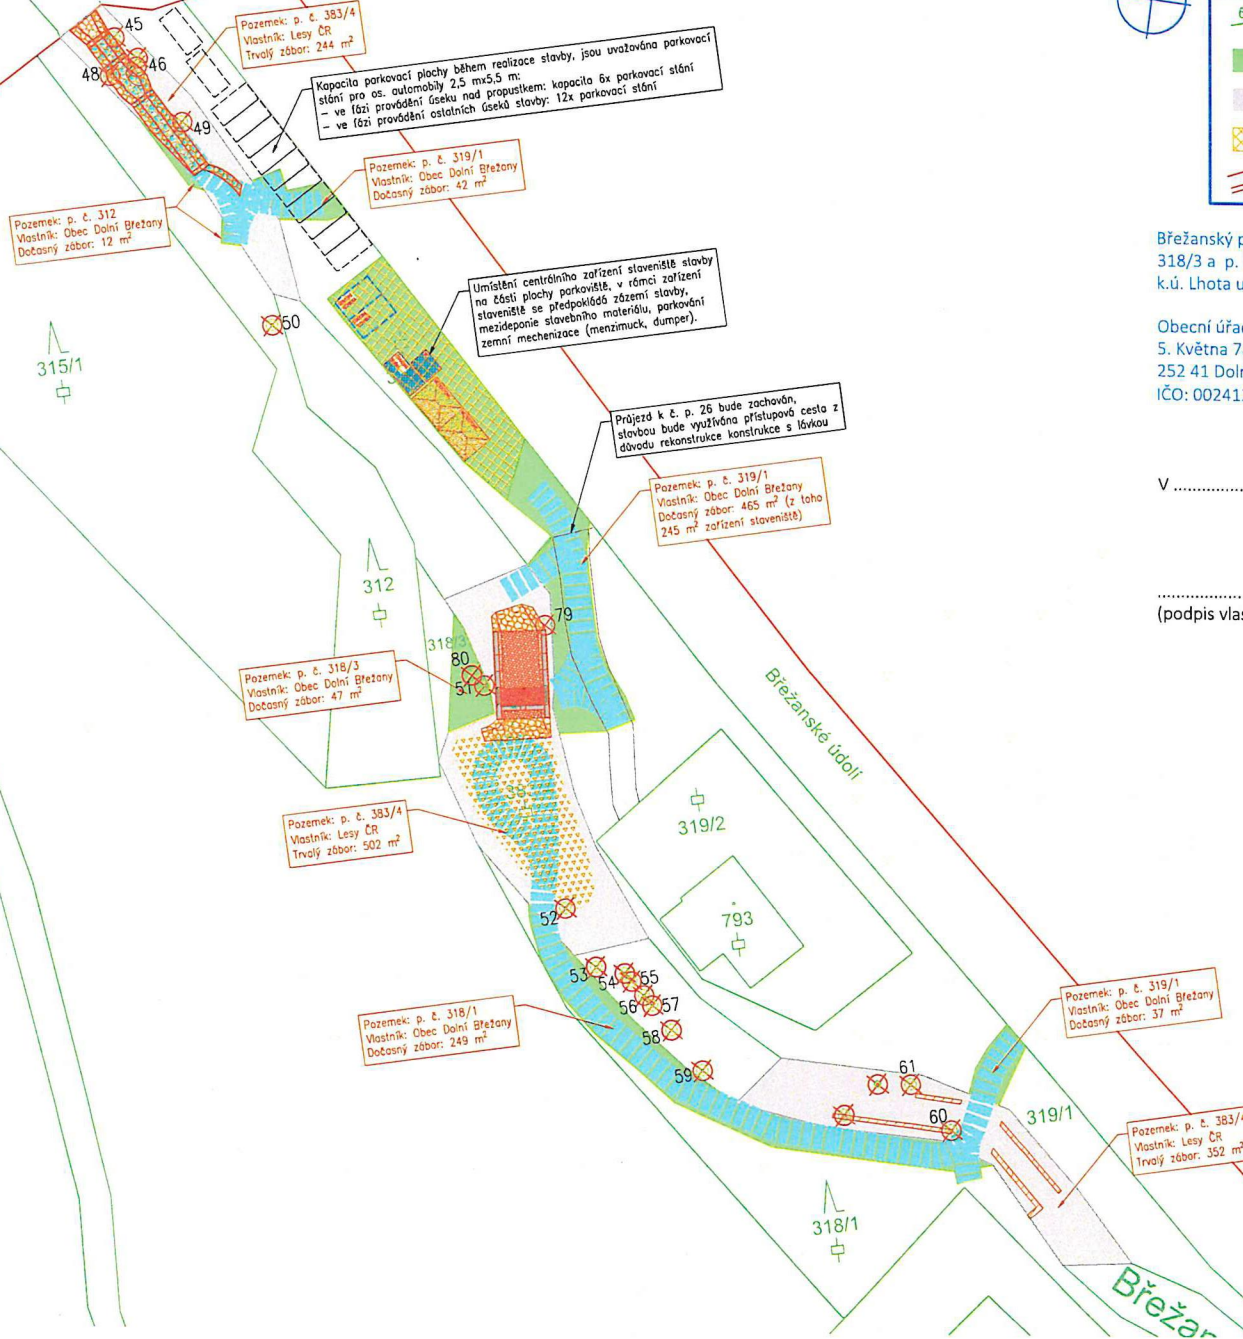 45
46
48
49
Pozemek: p. č. 383/4
Vlastník: Lesy ČR
Trvalý zábor: 244 m²
Kapacita parkovací plochy během realizace stavby, jsou uvažována parkovací
stání pro os. automobily 2,5 mx5,5 m:
– ve fázi provádění úseku nad propustkem: kapacita 6x parkovací stání
– ve fázi provádění ostatních úseků stavby: 12x parkovací stání
Pozemek: p. č. 319/1
Vlastník: Obec Dolní Břežany
Dočasný zábor: 42 m²
Pozemek: p. č. 312
Vlastník: Obec Dolní Břežany
Dočasný zábor: 12 m²
Břežanský p
318/3 a p.
k.ú. Lhota u
Obecní úřad
5. Května 7
252 41 Doln
IČO: 00241
Umístění centrálního zařízení staveniště stavby
na části plochy parkoviště, v rámci zařízení
staveniště se předpokládá zázemí stavby,
mezideponie stavebního materiálu, parkování
zemní mechenizace (menzimuck, dumper).
50
315/1
Průjezd k č. p. 26 bude zachován,
stavbou bude využívána přístupová cesta z
důvodu rekonstrukce konstrukce s lávkou
Pozemek: p. č. 319/1
Vlastník: Obec Dolní Břežany
Dočasný zábor: 465 m² (z toho
245 m² zařízení staveniště)
V ..............
(podpis vlas
312
79
318/3
80
51
Pozemek: p. č. 318/3
Vlastník: Obec Dolní Břežany
Dočasný zábor: 47 m²
Břežanské údolí
Pozemek: p. č. 383/4
Vlastník: Lesy ČR
Trvalý zábor: 502 m²
319/2
793
52
53
54
55
56
57
58
59
Pozemek: p. č. 318/1
Vlastník: Obec Dolní Břežany
Dočasný zábor: 249 m²
Pozemek: p. č. 319/1
Vlastník: Obec Dolní Břežany
Dočasný zábor: 37 m²
61
60
319/1
Pozemek: p. č. 383/4
Vlastník: Lesy ČR
Trvalý zábor: 352 m²
318/1
Břežan